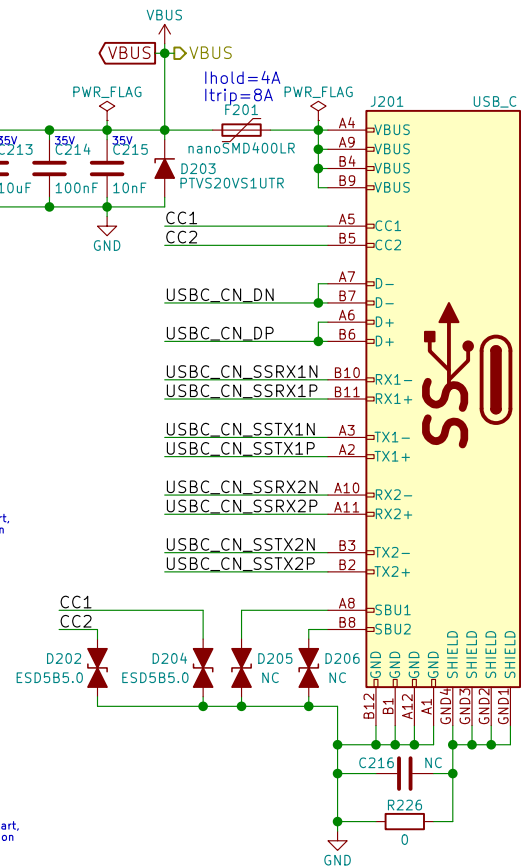 VBUS
VBUS VBUS
Ihold=4A
Itrip=8A
PWR_FLAG PWR_FLAG
F201
nanoSMD400LR
J201 USB_C
35V 35V 35V
C213 C214 C215
10uF 100nF 10nF
D203
PTVS20VS1UTR
GND
A4 VBUS
A9 VBUS
B4 VBUS
B9 VBUS
CC1 A5 CC1
CC2 B5 CC2
A7 D-
USBC_CN_DN B7 D-
A6 D+
USBC_CN_DP B6 D+
USBC_CN_SSRX1N B10 RX1-
USBC_CN_SSRX1P B11 RX1+
USBC_CN_SSTX1N A3 TX1-
USBC_CN_SSTX1P A2 TX1+
USBC_CN_SSRX2N A10 RX2-
USBC_CN_SSRX2P A11 RX2+
USBC_CN_SSTX2N B3 TX2-
USBC_CN_SSTX2P B2 TX2+
SS
CC1 A8 SBU1
CC2 B8 SBU2
D202 D204 D205 D206
ESD5B5.0 ESD5B5.0 NC NC
GND GND GND GND SHIELD SHIELD SHIELD SHIELD
B12 B1 A12 A1 GND4 GND3 GND2 GND1
C216 NC
R226
0
GND